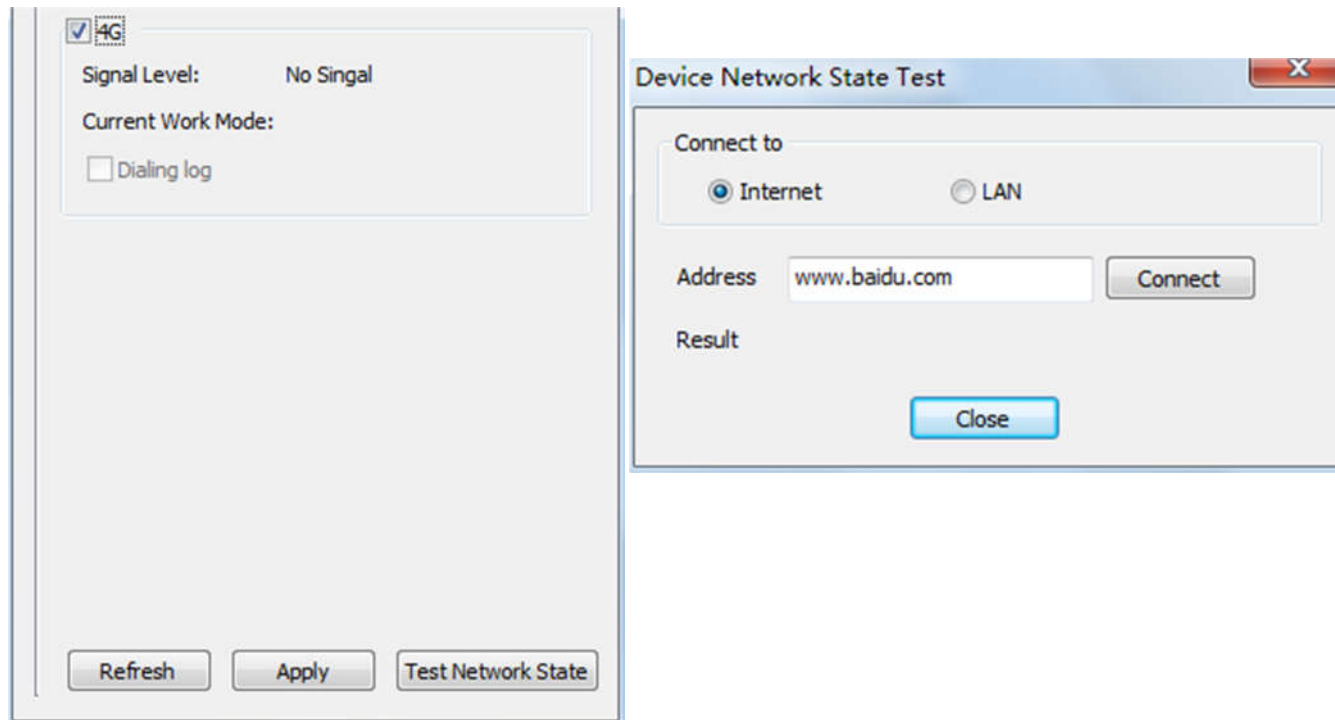 4G
Signal Level: No Singal
Current Work Mode:
Dialing log
Refresh Apply Test Network State
Device Network State Test
Connect to
Internet LAN
Address www.baidu.com Connect
Result
Close